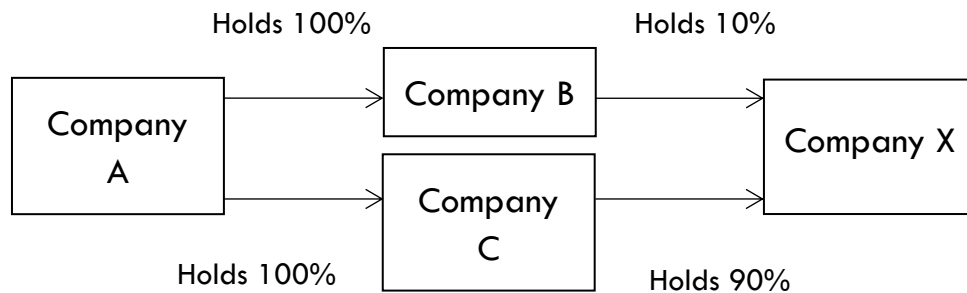 Holds 100%
Holds 10%
Company
A
Company B
Company X
Company
C
Holds 100%
Holds 90%